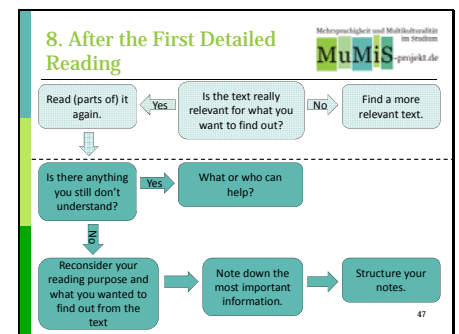 8. After the First Detailed
Reading
Mehrsprachigkeit und Multikulturalität
im Studium
MuMiS-projekt.de
Read (parts of) it
again.
Yes
Is the text really
relevant for what you
want to find out?
No
Find a more
relevant text.
Is there anything
you still don't
understand?
Yes
What or who can
help?
No
Reconsider your
reading purpose and
what you wanted to
find out from the
text
Note down the
most important
information.
Structure your
notes.
47